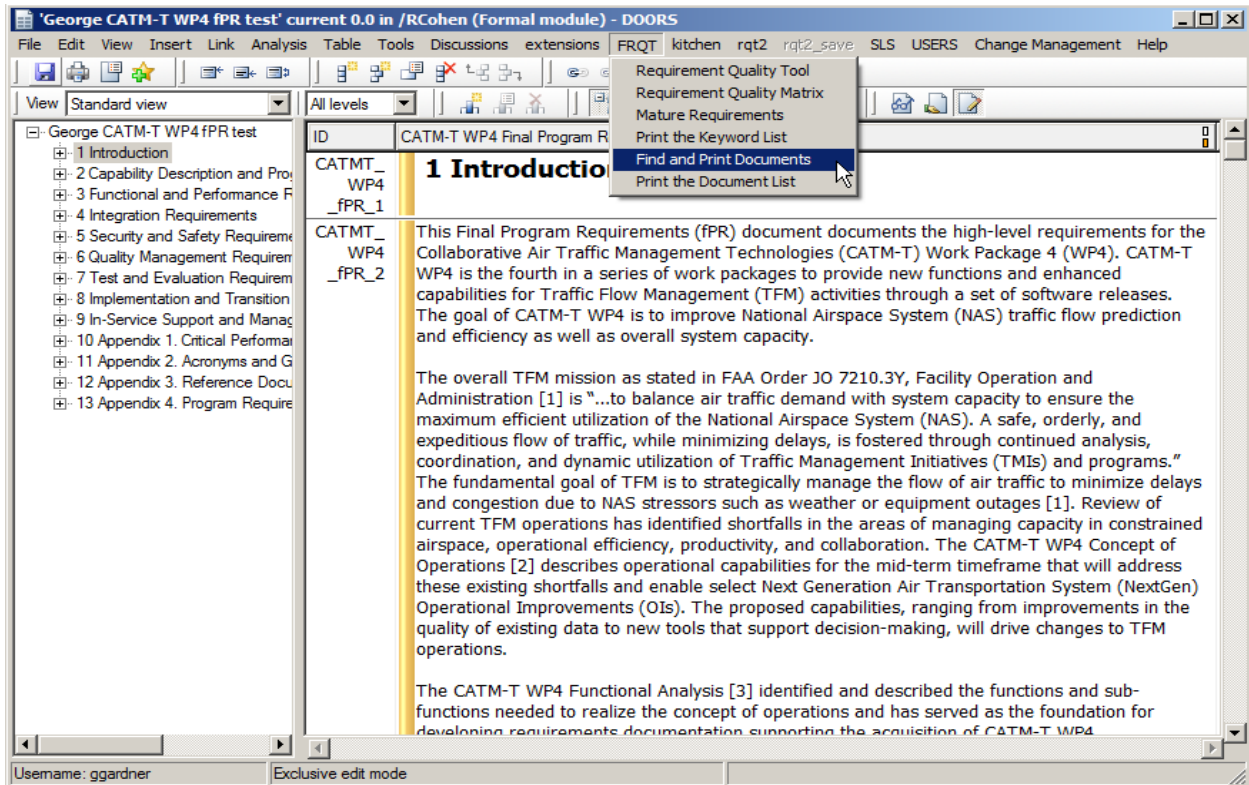 'George CATM-T WP4 fPR test' current 0.0 in /RCohen (Formal module) - DOORS
File Edit View Insert Link Analysis Table Tools Discussions extensions FRQT kitchen rqt2 rqt2_save SLS USERS Change Management Help
Requirement Quality Tool
Requirement Quality Matrix
Mature Requirements
Print the Keyword List
Find and Print Documents
Print the Document List
View Standard view All levels
George CATM-T WP4 fPR test
1 Introduction
2 Capability Description and Pro
3 Functional and Performance R
4 Integration Requirements
5 Security and Safety Requireme
6 Quality Management Requirem
7 Test and Evaluation Requirem
8 Implementation and Transition
9 In-Service Support and Manag
10 Appendix 1. Critical Performa
11 Appendix 2. Acronyms and G
12 Appendix 3. Reference Docu
13 Appendix 4. Program Require
ID CATM-T WP4 Final Program R
CATMT_
WP4
_fPR_1
1 Introductio
CATMT_
WP4
_fPR_2
This Final Program Requirements (fPR) document documents the high-level requirements for the
Collaborative Air Traffic Management Technologies (CATM-T) Work Package 4 (WP4). CATM-T
WP4 is the fourth in a series of work packages to provide new functions and enhanced
capabilities for Traffic Flow Management (TFM) activities through a set of software releases.
The goal of CATM-T WP4 is to improve National Airspace System (NAS) traffic flow prediction
and efficiency as well as overall system capacity.
The overall TFM mission as stated in FAA Order JO 7210.3Y, Facility Operation and
Administration [1] is “...to balance air traffic demand with system capacity to ensure the
maximum efficient utilization of the National Airspace System (NAS). A safe, orderly, and
expeditious flow of traffic, while minimizing delays, is fostered through continued analysis,
coordination, and dynamic utilization of Traffic Management Initiatives (TMIs) and programs.”
The fundamental goal of TFM is to strategically manage the flow of air traffic to minimize delays
and congestion due to NAS stressors such as weather or equipment outages [1]. Review of
current TFM operations has identified shortfalls in the areas of managing capacity in constrained
airspace, operational efficiency, productivity, and collaboration. The CATM-T WP4 Concept of
Operations [2] describes operational capabilities for the mid-term timeframe that will address
these existing shortfalls and enable select Next Generation Air Transportation System (NextGen)
Operational Improvements (OIs). The proposed capabilities, ranging from improvements in the
quality of existing data to new tools that support decision-making, will drive changes to TFM
operations.
The CATM-T WP4 Functional Analysis [3] identified and described the functions and sub-
functions needed to realize the concept of operations and has served as the foundation for
developing requirements documentation supporting the acquisition of CATM-T WP4
Username: ggardner Exclusive edit mode